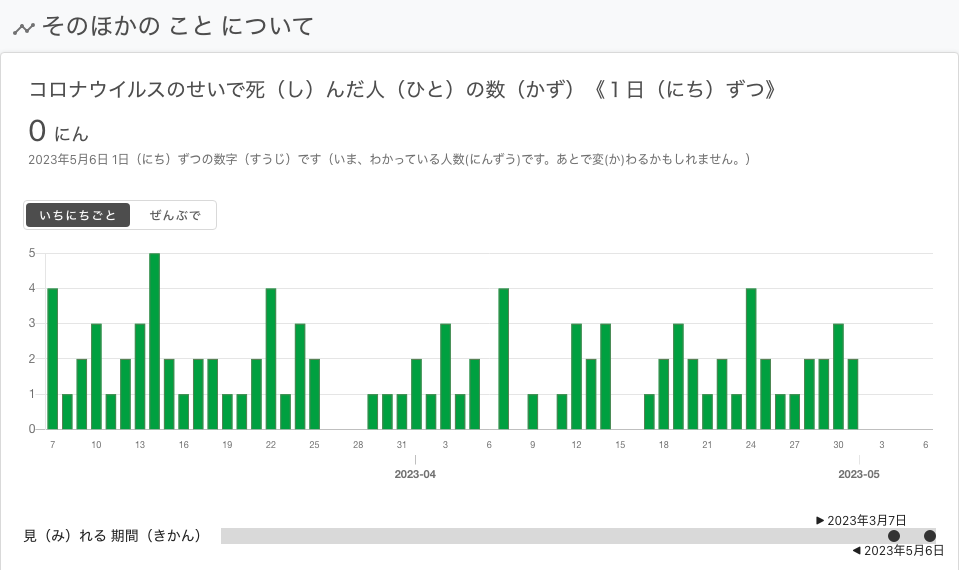 そのほかの こと について
コロナウイルスのせいで死（し）んだ人（ひと）の数（かず）《１日（にち）ずつ》
0 にん
2023年5月6日 1日（にち）ずつの数字（すうじ）です（いま、わかっている人数(にんずう)です。あとで変(か)わるかもしれません。）
いちにちごと ぜんぶで
5
4
3
2
1
0
7 10 13 16 19 22 25 28 31 3 6 9 12 15 18 21 24 27 30 3 6
2023-04 2023-05
▶ 2023年3月7日
見（み）れる 期間（きかん）
◀ 2023年5月6日